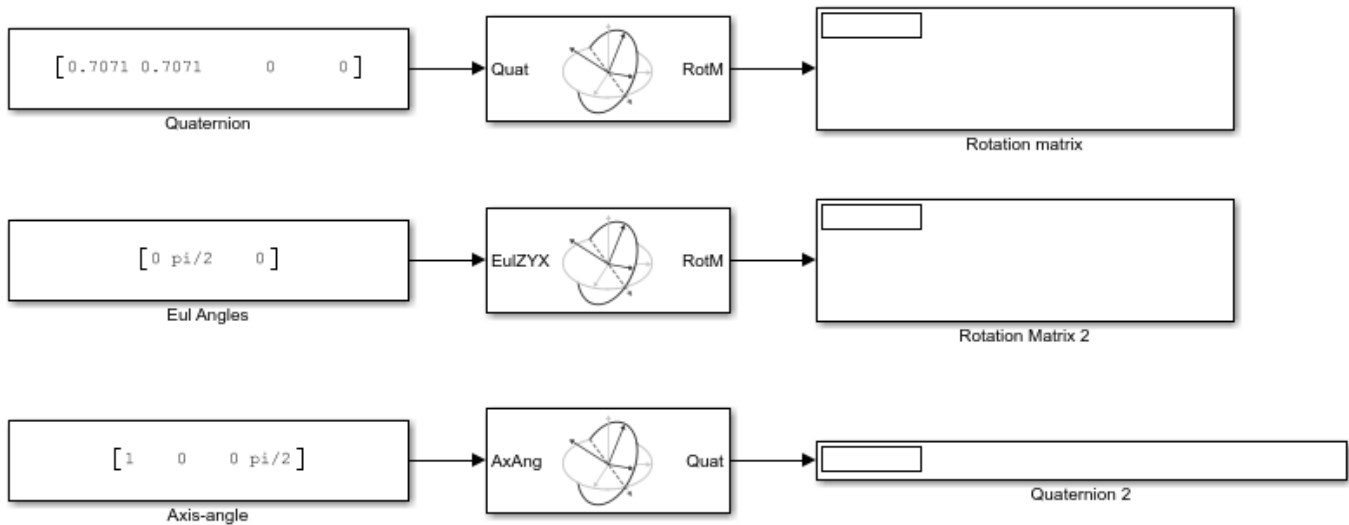 [0.7071 0.7071 0 0]
Quat
RotM
Quaternion
Rotation matrix
[0 pi/2 0]
EulZYX
RotM
Eul Angles
Rotation Matrix 2
[1 0 0 pi/2]
AxAng
Quat
Axis-angle
Quaternion 2